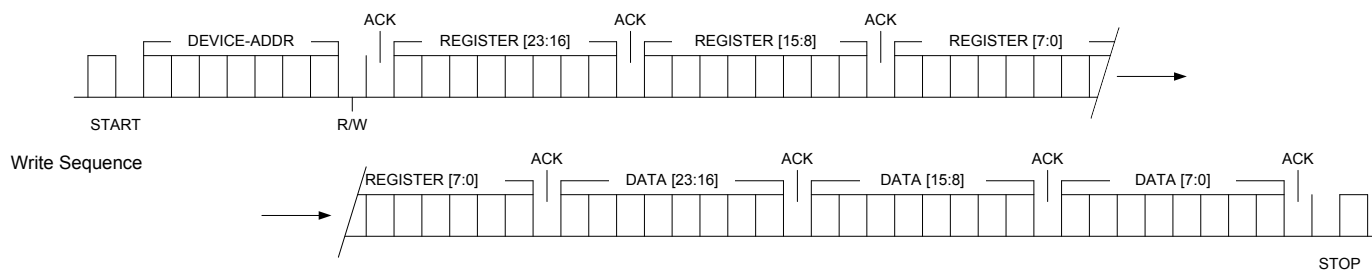 ACK ACK ACK
DEVICE-ADDR REGISTER [23:16] REGISTER [15:8] REGISTER [7:0]
START R/W
Write Sequence
ACK ACK ACK ACK
REGISTER [7:0] DATA [23:16] DATA [15:8] DATA [7:0]
STOP